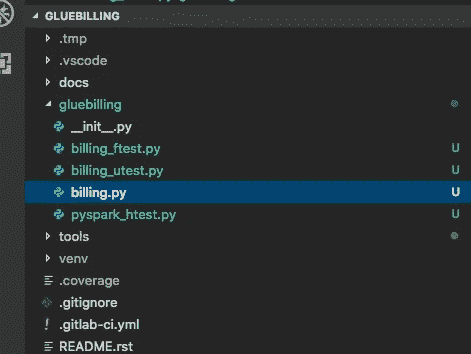 GLUEBILLING
.tmp
.vscode
docs
gluebilling
__init__.py
billing_ftest.py U
billing_utest.py U
billing.py U
pyspark_htest.py U
tools
venv
.coverage
.gitignore
.gitlab-ci.yml
README.rst